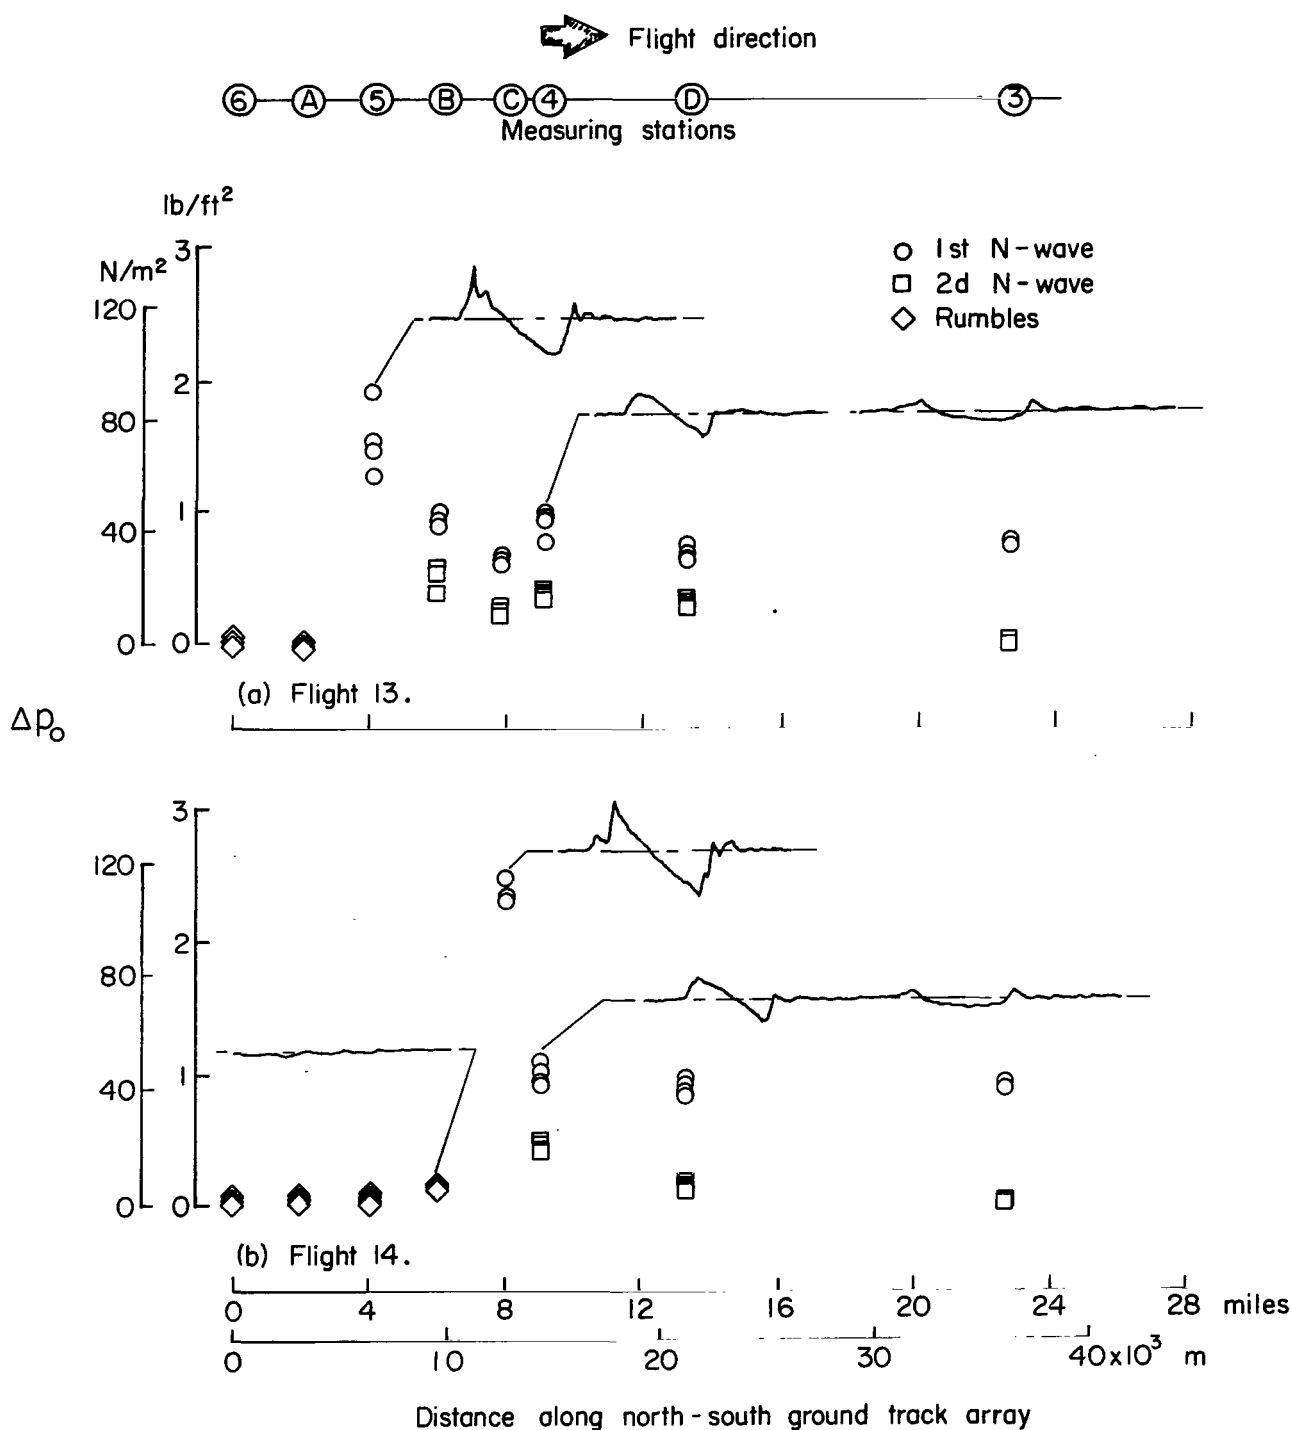 Flight direction
6 A 5 B C 4 D 3
Measuring stations
lb/ft²
N/m²
3
120
2
80
1
40
0
0
○ 1st N-wave
□ 2d N-wave
◇ Rumbles
(a) Flight 13.
Δp₀
3
120
2
80
1
40
0
0
(b) Flight 14.
0 4 8 12 16 20 24 28 miles
0 10 20 30 40x10³ m
Distance along north-south ground track array